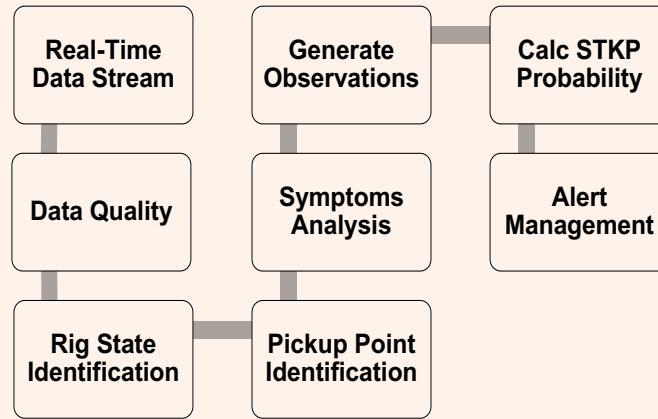 Real-Time
Data Stream
Data Quality
Rig State
Identification
Pickup Point
Identification
Symptoms
Analysis
Generate
Observations
Calc STKP
Probability
Alert
Management